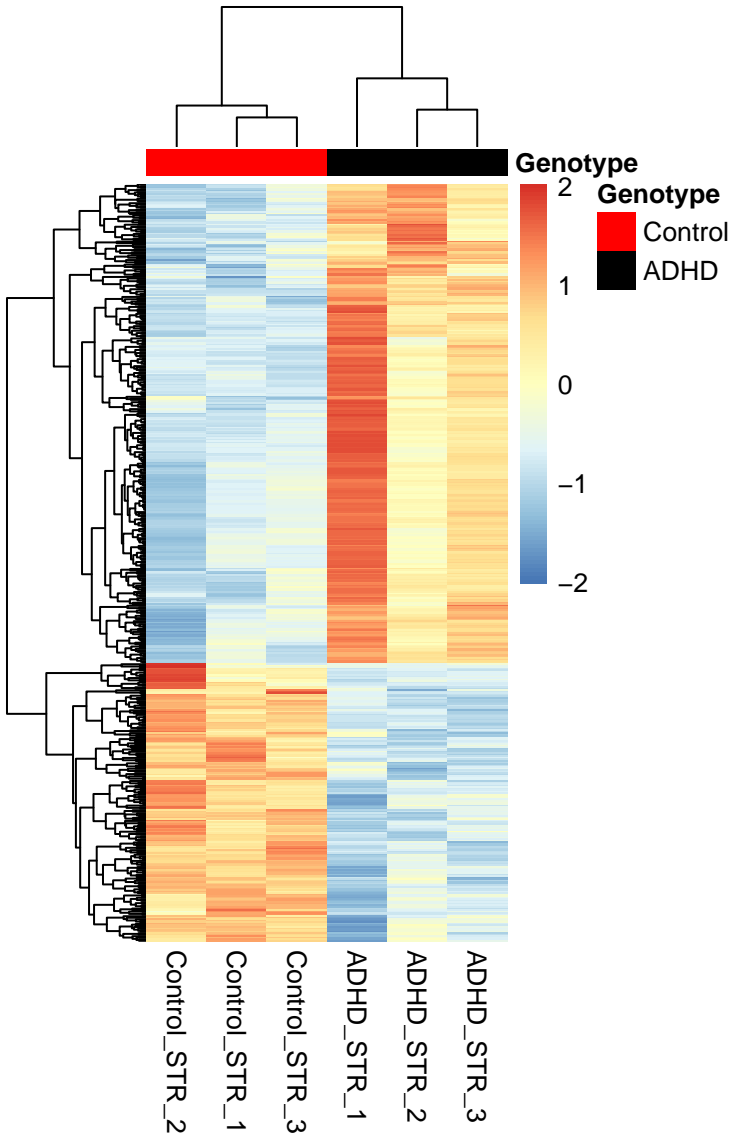 Genotype
2
1
0
−1
−2
Genotype
Control
ADHD
Control_STR_2
Control_STR_1
Control_STR_3
ADHD_STR_1
ADHD_STR_2
ADHD_STR_3